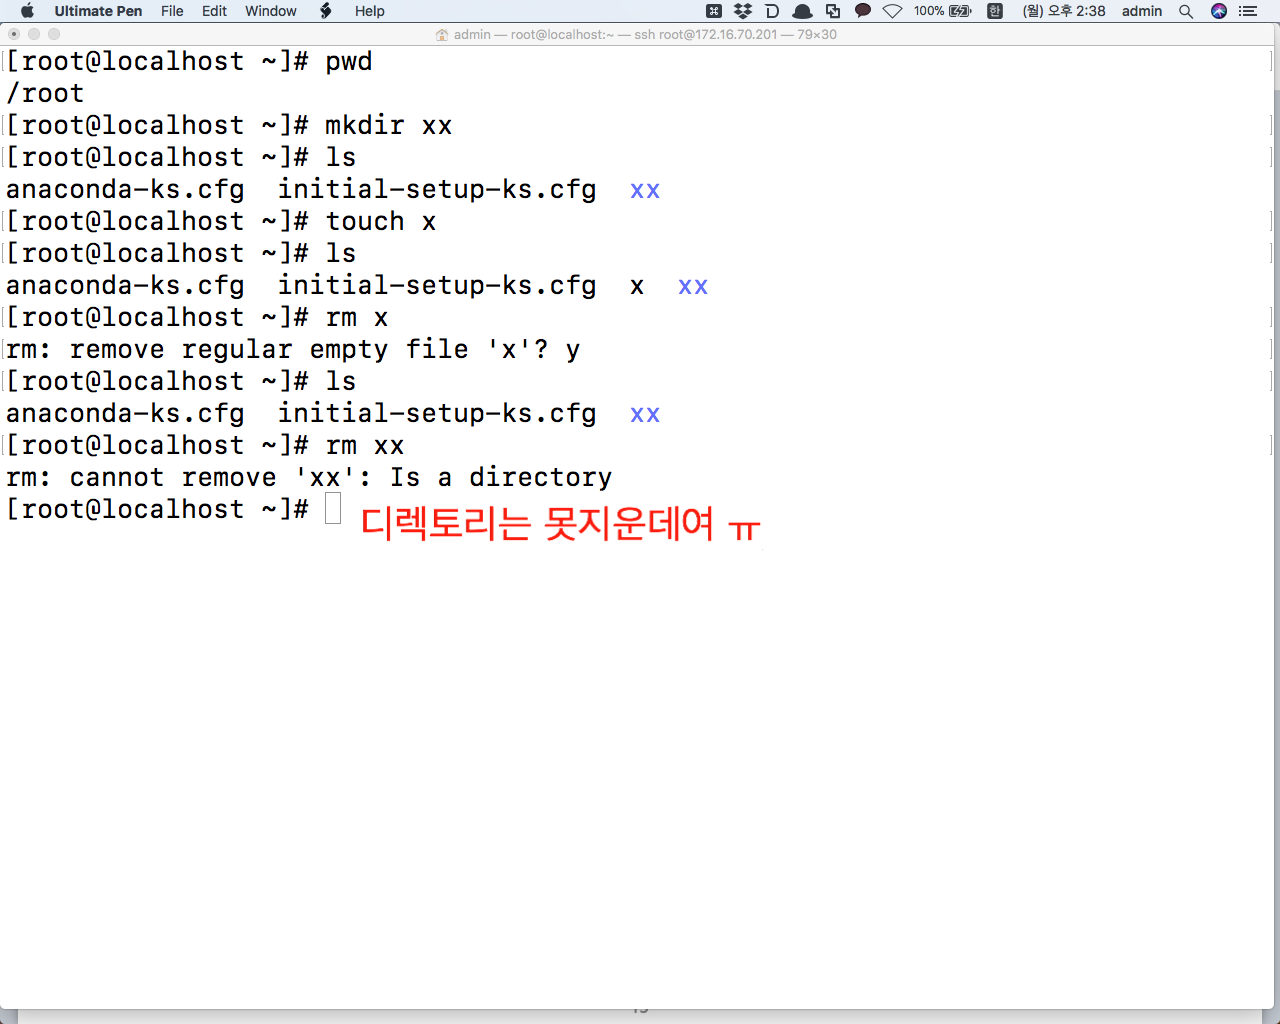 Ultimate Pen File Edit Window Help 100% 한 (월) 오후 2:38 admin
admin — root@localhost:~ — ssh root@172.16.70.201 — 79×30
[root@localhost ~]# pwd
/root
[root@localhost ~]# mkdir xx
[root@localhost ~]# ls
anaconda-ks.cfg  initial-setup-ks.cfg  xx
[root@localhost ~]# touch x
[root@localhost ~]# ls
anaconda-ks.cfg  initial-setup-ks.cfg  x  xx
[root@localhost ~]# rm x
rm: remove regular empty file 'x'? y
[root@localhost ~]# ls
anaconda-ks.cfg  initial-setup-ks.cfg  xx
[root@localhost ~]# rm xx
rm: cannot remove 'xx': Is a directory
[root@localhost ~]#
디렉토리는 못지운데여 ㅠ